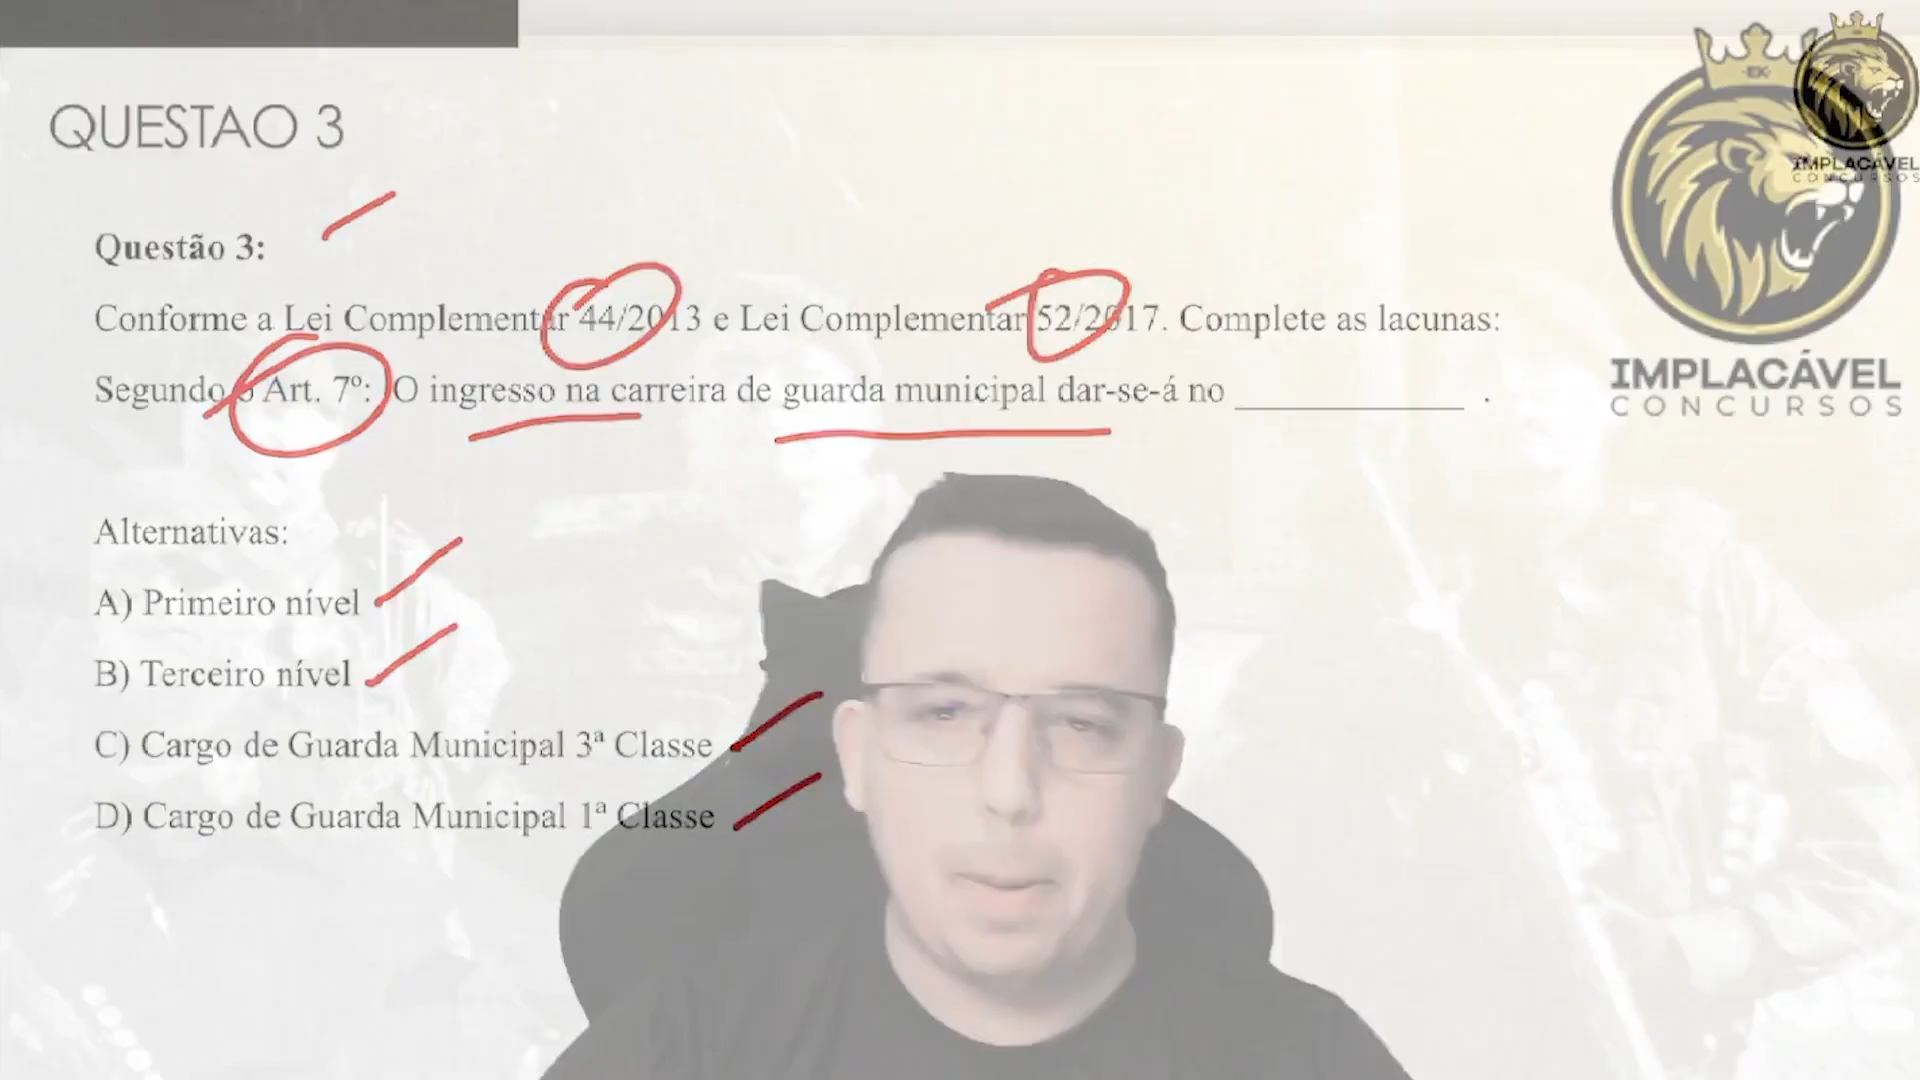 QUESTAO 3
Questão 3:
Conforme a Lei Complementar 44/2013 e Lei Complementar 52/2017. Complete as lacunas:
Segundo o Art. 7º: O ingresso na carreira de guarda municipal dar-se-á no ____________ .
Alternativas:
A) Primeiro nível
B) Terceiro nível
C) Cargo de Guarda Municipal 3ª Classe
D) Cargo de Guarda Municipal 1ª Classe
EX
IMPLACÁVEL
CONCURSOS
IMPLACÁVEL
CONCURSOS